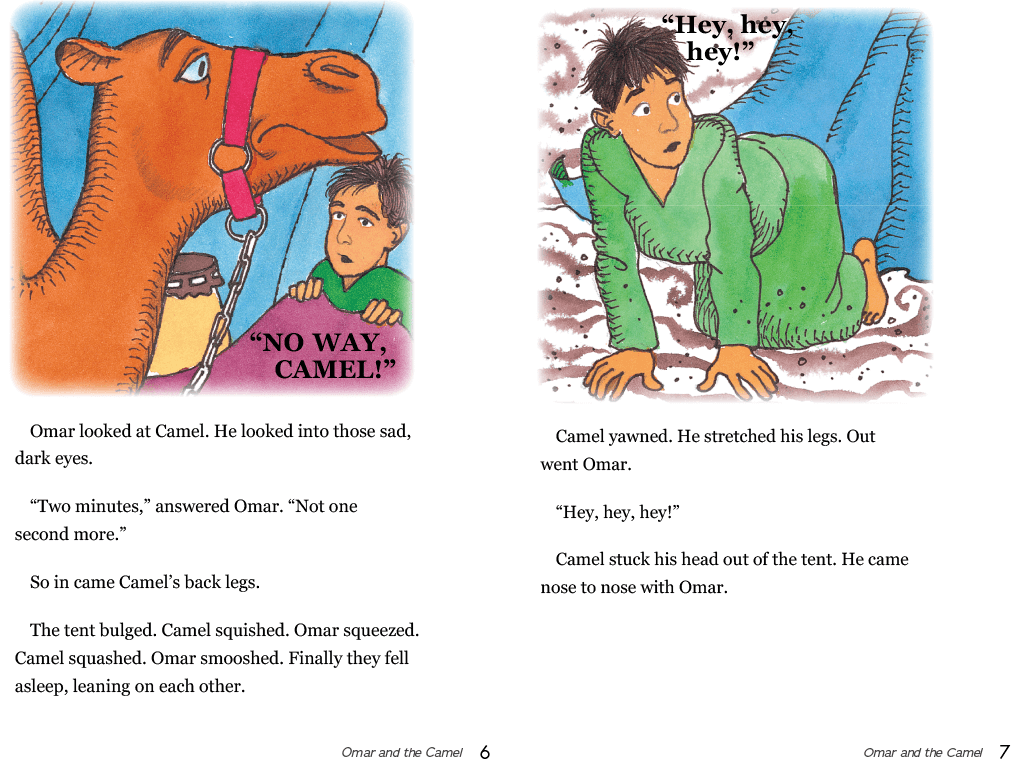 “NO WAY,
CAMEL!”
Omar looked at Camel. He looked into those sad,
dark eyes.
“Two minutes,” answered Omar. “Not one
second more.”
So in came Camel’s back legs.
The tent bulged. Camel squished. Omar squeezed.
Camel squashed. Omar smooshed. Finally they fell
asleep, leaning on each other.
Omar and the Camel 6
“Hey, hey,
hey!”
Camel yawned. He stretched his legs. Out
went Omar.
“Hey, hey, hey!”
Camel stuck his head out of the tent. He came
nose to nose with Omar.
Omar and the Camel 7